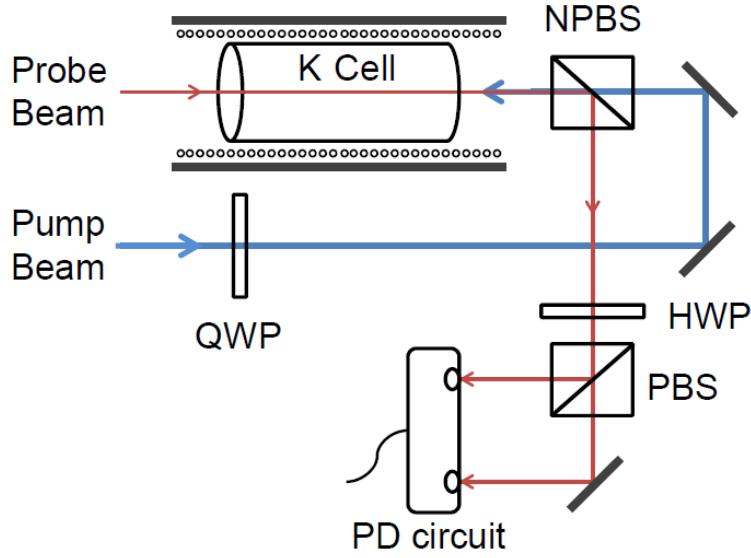 NPBS
K Cell
Probe
Beam
Pump
Beam
QWP
HWP
PBS
PD circuit